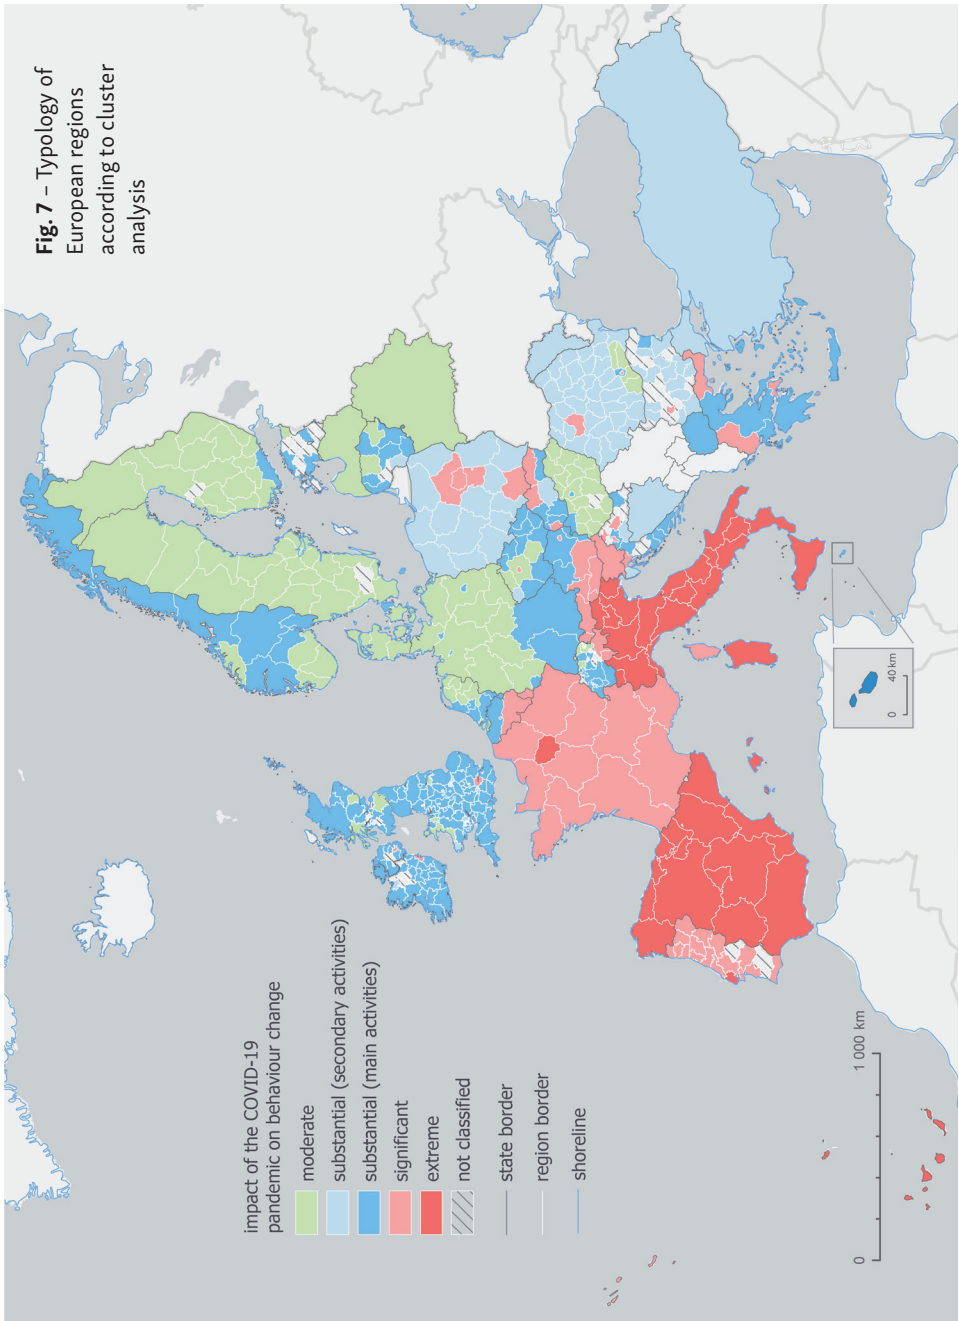 Fig. 7 – Typology of
European regions
according to cluster
analysis
impact of the COVID-19
pandemic on behaviour change
moderate
substantial (secondary activities)
substantial (main activities)
significant
extreme
not classified
state border
region border
shoreline
0 1 000 km
0 40 km